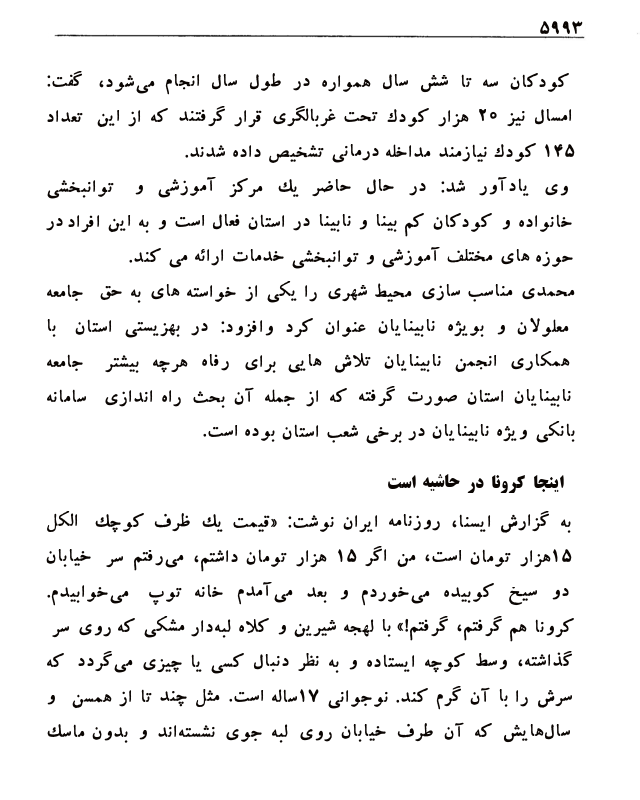 ۵۹۹۳
کودکان سه تا شش سال همواره در طول سال انجام می‌شود، گفت:
امسال نیز ۲۰ هزار کودك تحت غربالگری قرار گرفتند که از این تعداد
۱۴۵ کودك نیازمند مداخله درمانی تشخیص داده شدند.
وی یادآور شد: در حال حاضر یك مرکز آموزشی و توانبخشی
خانواده و کودکان کم بینا و نابینا در استان فعال است و به این افراد در
حوزه های مختلف آموزشی و توانبخشی خدمات ارائه می کند.
محمدی مناسب سازی محیط شهری را یکی از خواسته های به حق جامعه
معلولان و بویژه نابینایان عنوان کرد وافزود: در بهزیستی استان با
همکاری انجمن نابینایان تلاش هایی برای رفاه هرچه بیشتر جامعه
نابینایان استان صورت گرفته که از جمله آن بحث راه اندازی سامانه
بانکی ویژه نابینایان در برخی شعب استان بوده است.
اینجا کرونا در حاشیه است
به گزارش ایسنا، روزنامه ایران نوشت: «قیمت یك ظرف کوچك الکل
۱۵هزار تومان است، من اگر ۱۵ هزار تومان داشتم، می‌رفتم سر خیابان
دو سیخ کوبیده می‌خوردم و بعد می‌آمدم خانه توپ می‌خوابیدم.
کرونا هم گرفتم، گرفتم!» با لهجه شیرین و کلاه لبه‌دار مشکی که روی سر
گذاشته، وسط کوچه ایستاده و به نظر دنبال کسی یا چیزی می‌گردد که
سرش را با آن گرم کند. نوجوانی ۱۷ساله است. مثل چند تا از همسن و
سال‌هایش که آن طرف خیابان روی لبه جوی نشسته‌اند و بدون ماسك